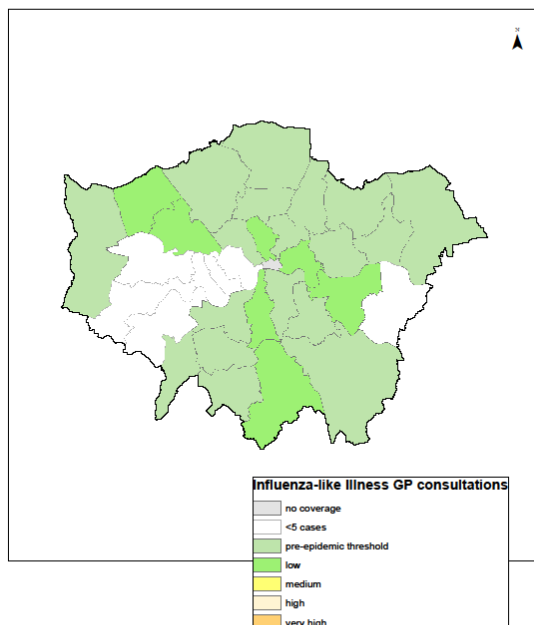 N
Influenza-like Illness GP consultations
no coverage
<5 cases
pre-epidemic threshold
low
medium
high
very high